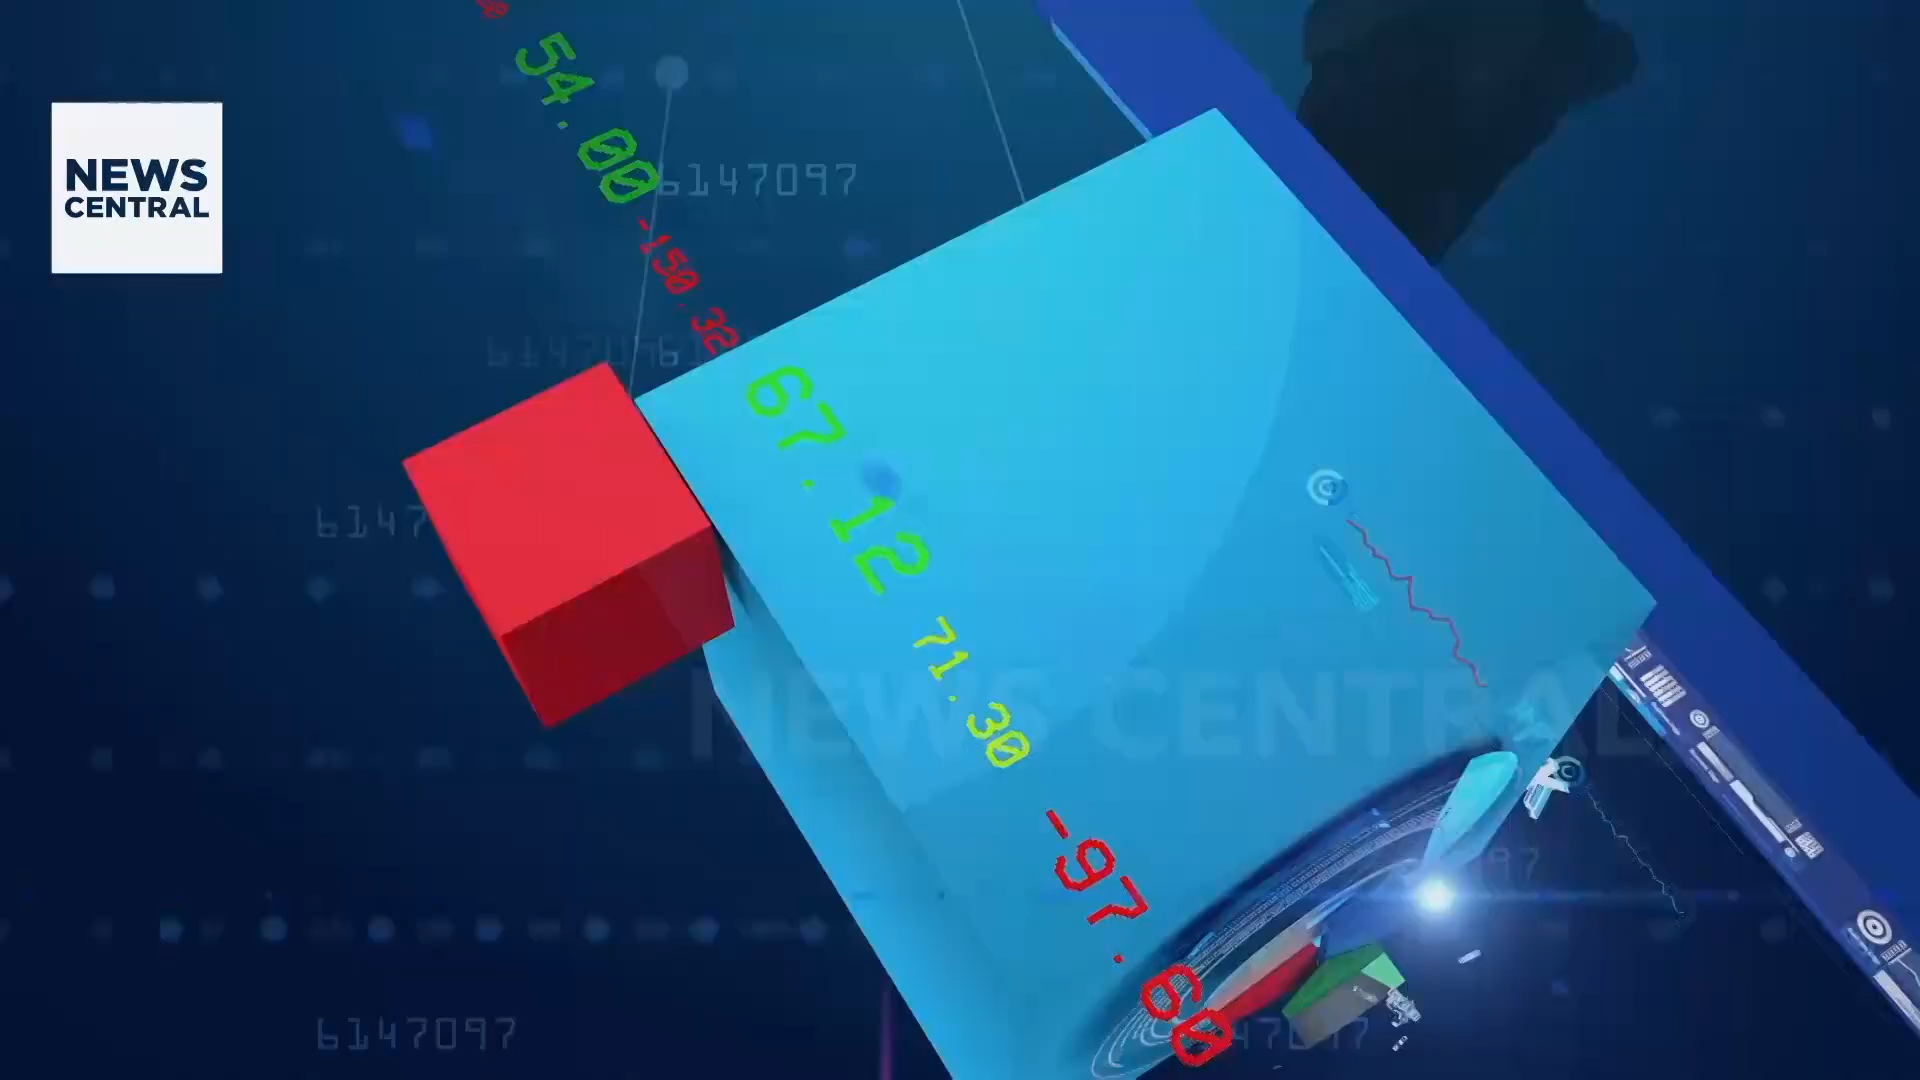 NEWS
CENTRAL
54.00
6147097
-150.32
67.12
6147
71.30
NEWS CENTRAL
-97.60
6147097